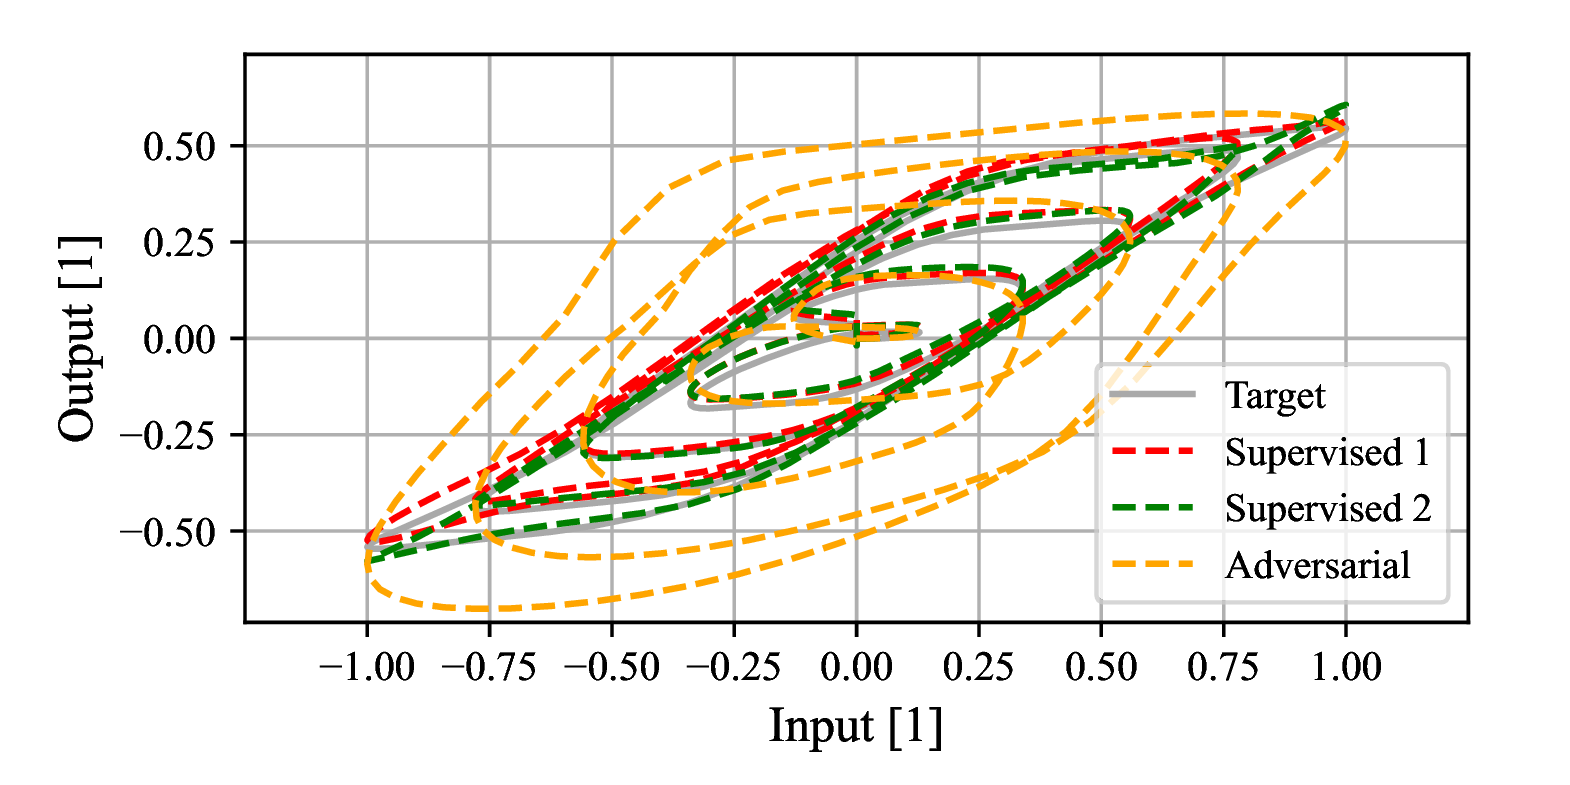 Output [1]
0.50
0.25
0.00
−0.25
−0.50
−1.00 −0.75 −0.50 −0.25 0.00 0.25 0.50 0.75 1.00
Input [1]
Target
Supervised 1
Supervised 2
Adversarial